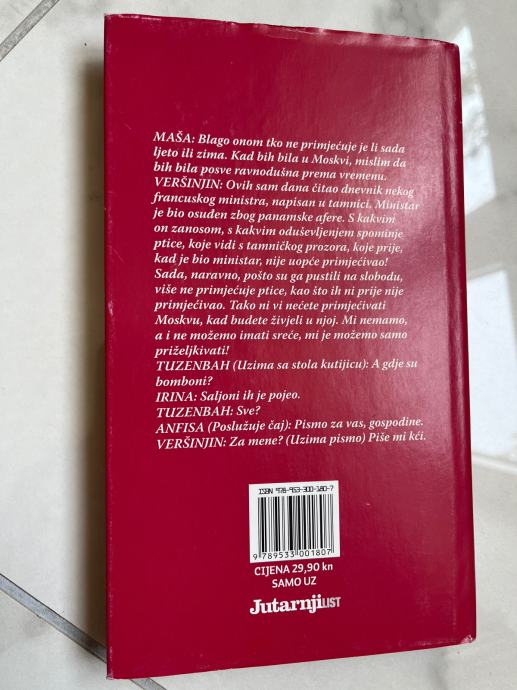 MAŠA: Blago onom tko ne primjećuje je li sada
ljeto ili zima. Kad bih bila u Moskvi, mislim da
bih bila posve ravnodušna prema vremenu.
VERŠINJIN: Ovih sam dana čitao dnevnik nekog
francuskog ministra, napisan u tamnici. Ministar
je bio osuđen zbog panamske afere. S kakvim
on zanosom, s kakvim oduševljenjem spominje
ptice, koje vidi s tamničkog prozora, koje prije,
kad je bio ministar, nije uopće primjećivao!
Sada, naravno, pošto su ga pustili na slobodu,
više ne primjećuje ptice, kao što ih ni prije nije
primjećivao. Tako ni vi nećete primjećivati
Moskvu, kad budete živjeli u njoj. Mi nemamo,
a i ne možemo imati sreće, mi je možemo samo
priželjkivati!
TUZENBAH (Uzima sa stola kutijicu): A gdje su
bomboni?
IRINA: Saljoni ih je pojeo.
TUZENBAH: Sve?
ANFISA (Poslužuje čaj): Pismo za vas, gospodine.
VERŠINJIN: Za mene? (Uzima pismo) Piše mi kći.
ISBN 978-953-300-180-7
9 789533 001807
CIJENA 29,90 kn
SAMO UZ
Jutarnji LIST